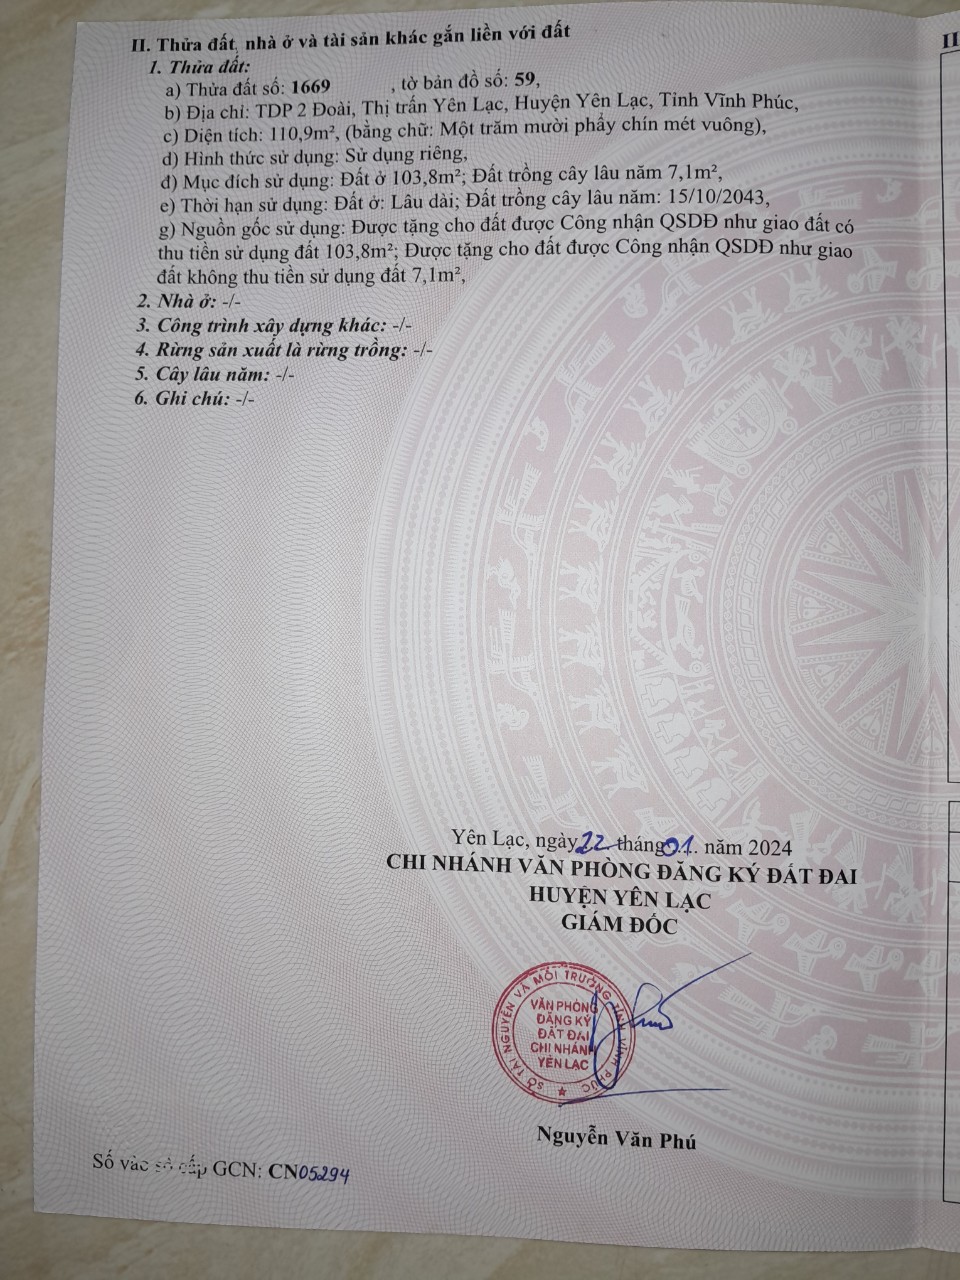 II. Thửa đất, nhà ở và tài sản khác gắn liền với đất
1. Thửa đất:
a) Thửa đất số: 1669 , tờ bản đồ số: 59,
b) Địa chỉ: TDP 2 Đoài, Thị trấn Yên Lạc, Huyện Yên Lạc, Tỉnh Vĩnh Phúc,
c) Diện tích: 110,9m², (bằng chữ: Một trăm mười phẩy chín mét vuông),
d) Hình thức sử dụng: Sử dụng riêng,
đ) Mục đích sử dụng: Đất ở 103,8m²; Đất trồng cây lâu năm 7,1m²,
e) Thời hạn sử dụng: Đất ở: Lâu dài; Đất trồng cây lâu năm: 15/10/2043,
g) Nguồn gốc sử dụng: Được tặng cho đất được Công nhận QSDĐ như giao đất có
thu tiền sử dụng đất 103,8m²; Được tặng cho đất được Công nhận QSDĐ như giao
đất không thu tiền sử dụng đất 7,1m²,
2. Nhà ở: -/-
3. Công trình xây dựng khác: -/-
4. Rừng sản xuất là rừng trồng: -/-
5. Cây lâu năm: -/-
6. Ghi chú: -/-
Yên Lạc, ngày 22 tháng 01. năm 2024
CHI NHÁNH VĂN PHÒNG ĐĂNG KÝ ĐẤT ĐAI
HUYỆN YÊN LẠC
GIÁM ĐỐC
SỞ TÀI NGUYÊN VÀ MÔI TRƯỜNG TỈNH VĨNH PHÚC
VĂN PHÒNG
ĐĂNG KÝ
ĐẤT ĐAI
CHI NHÁNH
YÊN LẠC
Nguyễn Văn Phú
Số vào sổ cấp GCN: CN05294
II